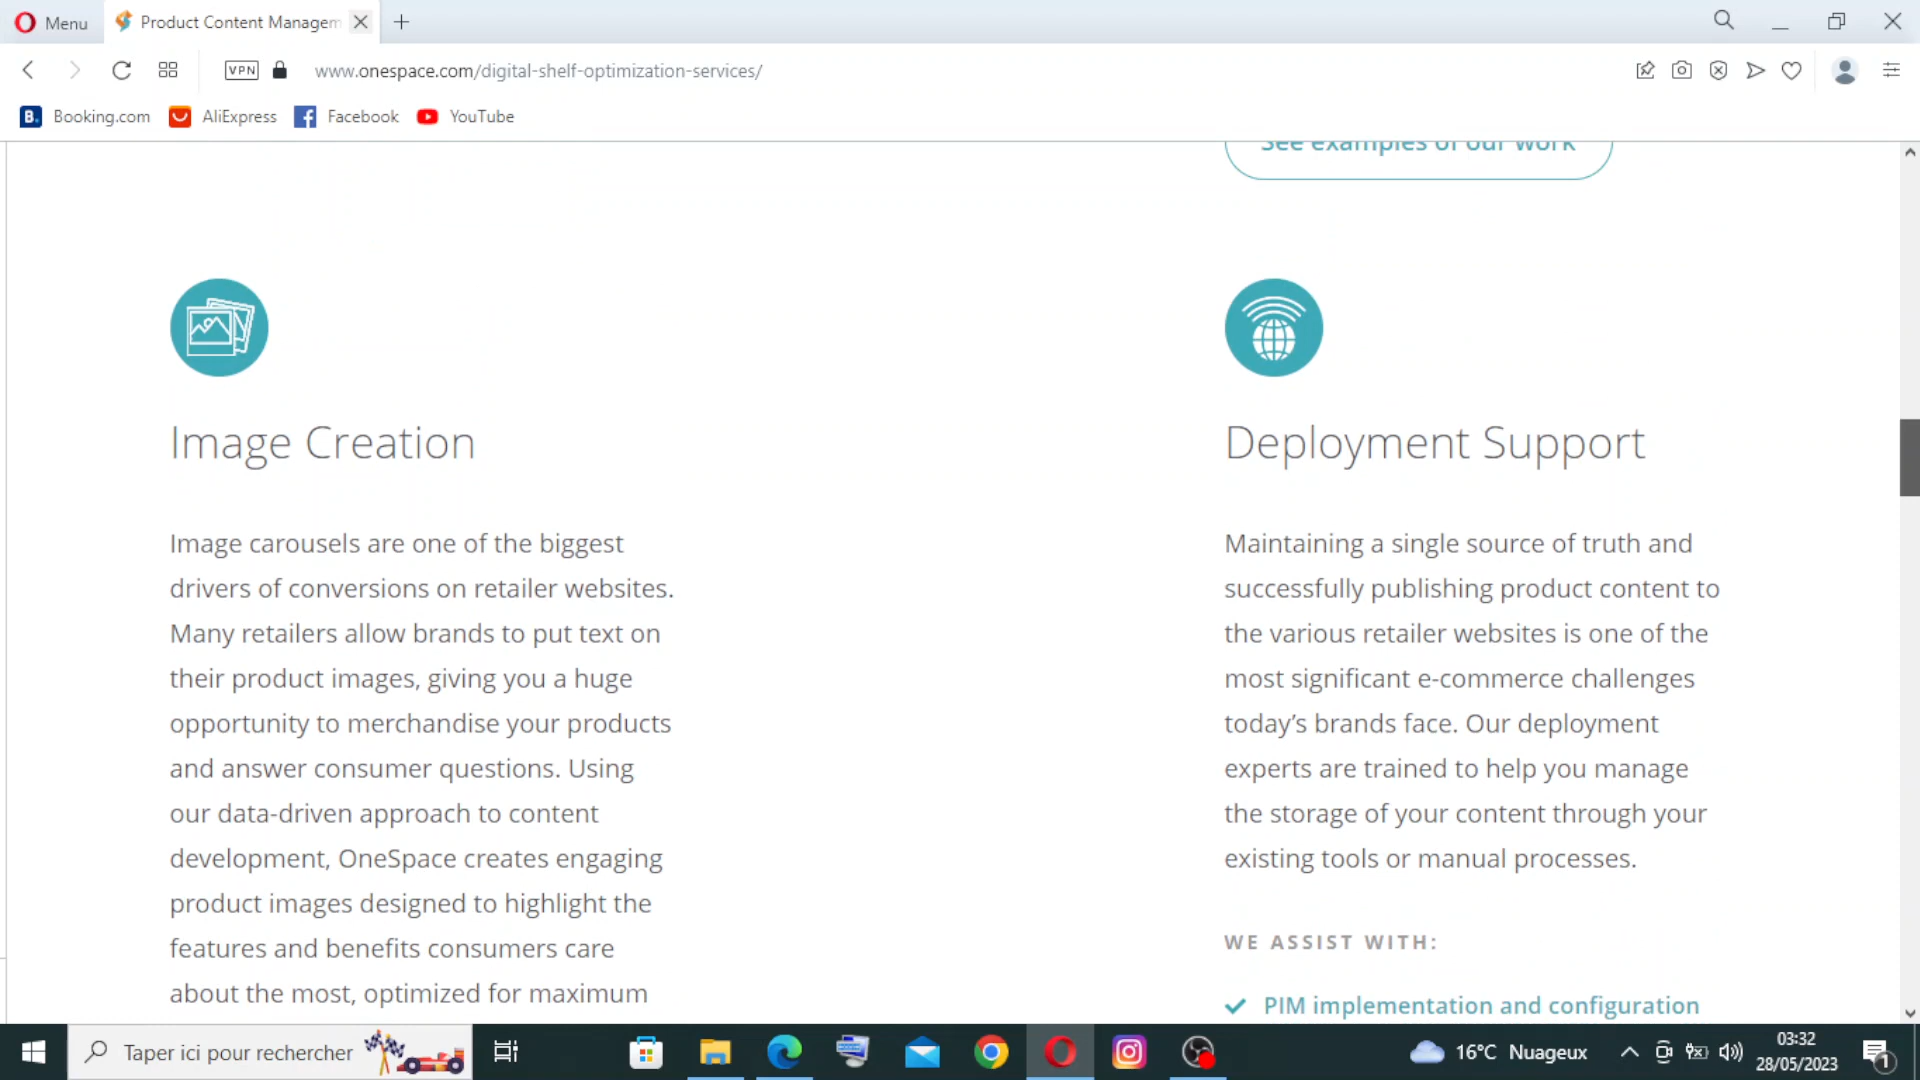 Menu
Product Content Managem
VPN
www.onespace.com/digital-shelf-optimization-services/
B.
Booking.com
AliExpress
Facebook
YouTube
See examples of our work
Image Creation
Image carousels are one of the biggest
drivers of conversions on retailer websites.
Many retailers allow brands to put text on
their product images, giving you a huge
opportunity to merchandise your products
and answer consumer questions. Using
our data-driven approach to content
development, OneSpace creates engaging
product images designed to highlight the
features and benefits consumers care
about the most, optimized for maximum
Deployment Support
Maintaining a single source of truth and
successfully publishing product content to
the various retailer websites is one of the
most significant e-commerce challenges
today’s brands face. Our deployment
experts are trained to help you manage
the storage of your content through your
existing tools or manual processes.
WE ASSIST WITH:
PIM implementation and configuration
Taper ici pour rechercher
16°C Nuageux
03:32
28/05/2023
1